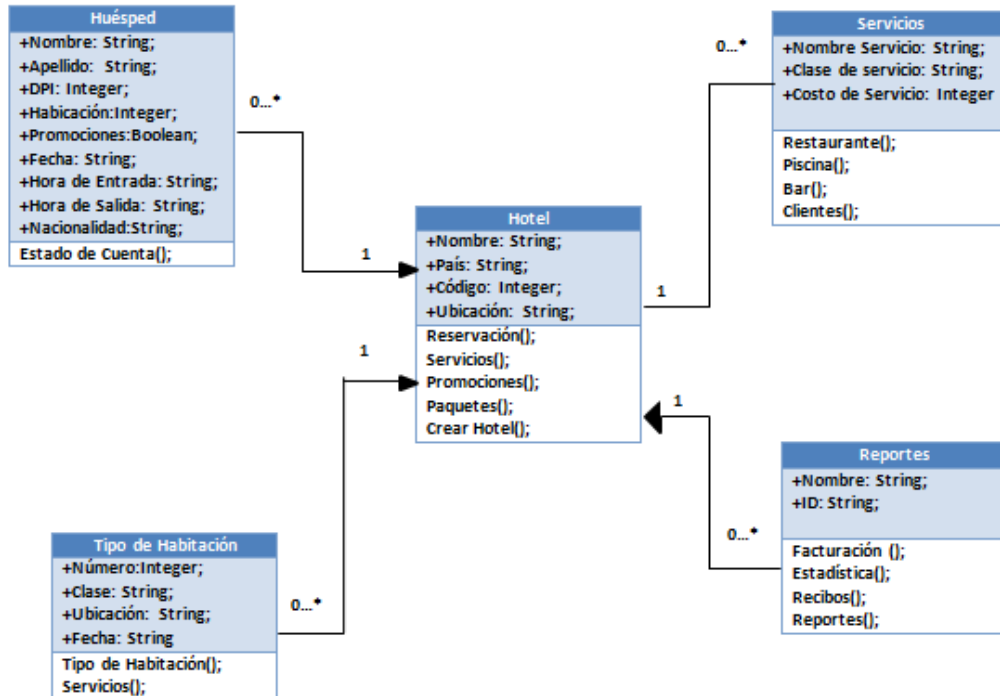 Huésped
+Nombre: String;
+Apellido: String;
+DPI: Integer;
+Habicación:Integer;
+Promociones:Boolean;
+Fecha: String;
+Hora de Entrada: String;
+Hora de Salida: String;
+Nacionalidad:String;
Estado de Cuenta();
0...*
1
Servicios
+Nombre Servicio: String;
+Clase de servicio: String;
+Costo de Servicio: Integer
Restaurante();
Piscina();
Bar();
Clientes();
0...*
1
Hotel
+Nombre: String;
+País: String;
+Código: Integer;
+Ubicación: String;
Reservación();
Servicios();
Promociones();
Paquetes();
Crear Hotel();
1
1
Reportes
+Nombre: String;
+ID: String;
Facturación ();
Estadística();
Recibos();
Reportes();
0...*
Tipo de Habitación
+Número:Integer;
+Clase: String;
+Ubicación: String;
+Fecha: String
Tipo de Habitación();
Servicios();
0...*